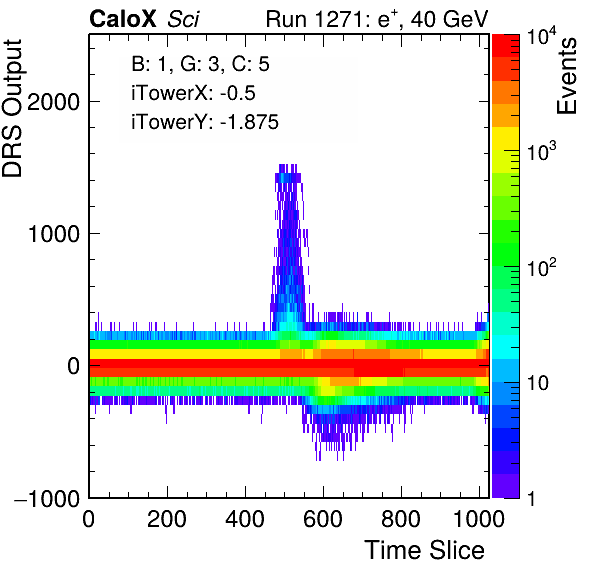 CaloX Sci Run 1271: e⁺, 40 GeV
B: 1, G: 3, C: 5
iTowerX: -0.5
iTowerY: -1.875
DRS Output
2000
1000
0
−1000
0 200 400 600 800 1000
Time Slice
Events
10⁴
10³
10²
10
1